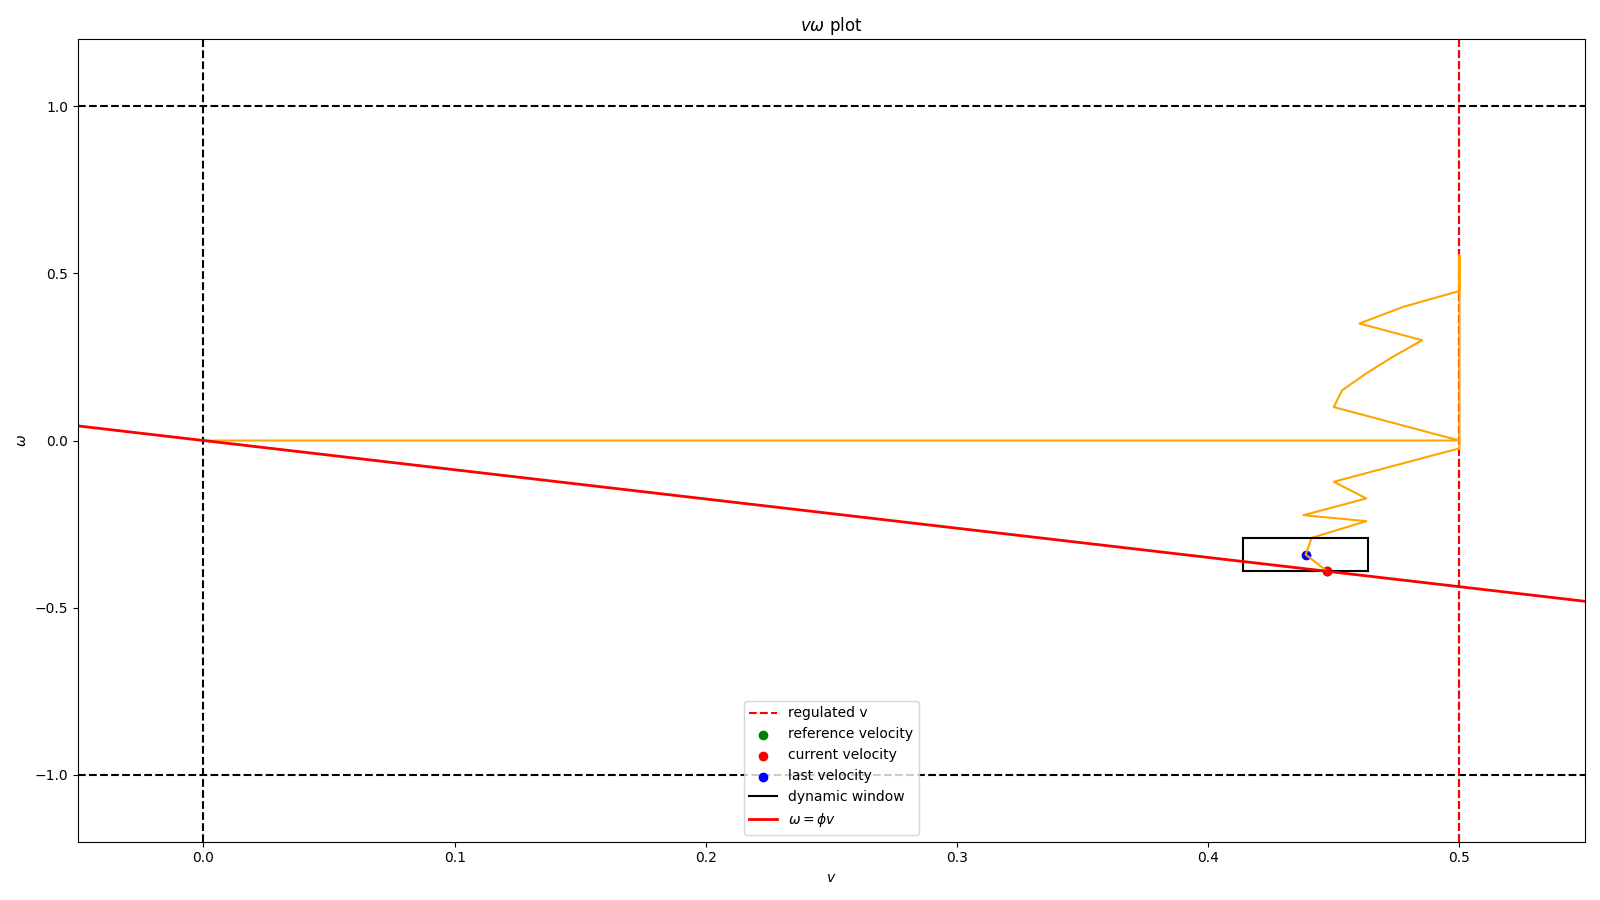 vω plot
ω
1.0
0.5
0.0
−0.5
−1.0
0.0 0.1 0.2 0.3 0.4 0.5
v
regulated v
reference velocity
current velocity
last velocity
dynamic window
ω = ϕv